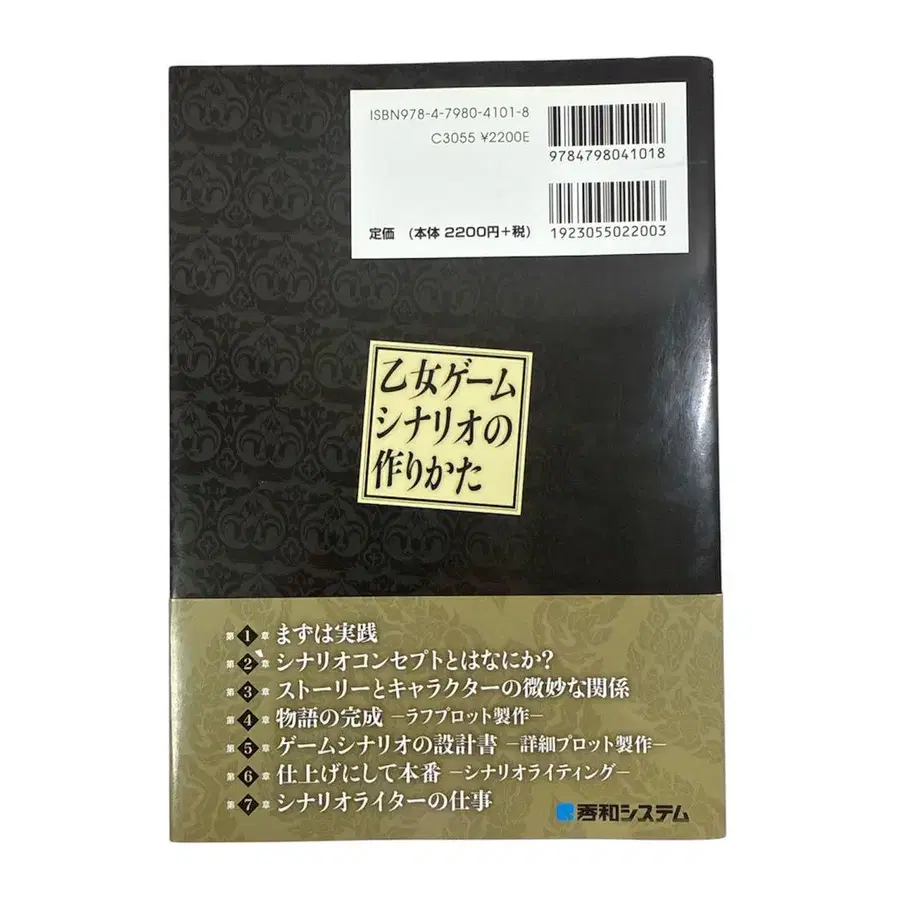 ISBN978-4-7980-4101-8
C3055 ¥2200E
9784798041018
定価 (本体 2200円+税)
1923055022003
乙女ゲーム
シナリオの
作りかた
第1章 まずは実践
第2章 シナリオコンセプトとはなにか?
第3章 ストーリーとキャラクターの微妙な関係
第4章 物語の完成 ―ラフプロット製作―
第5章 ゲームシナリオの設計書 ―詳細プロット製作―
第6章 仕上げにして本番 ―シナリオライティング―
第7章 シナリオライターの仕事
秀和システム